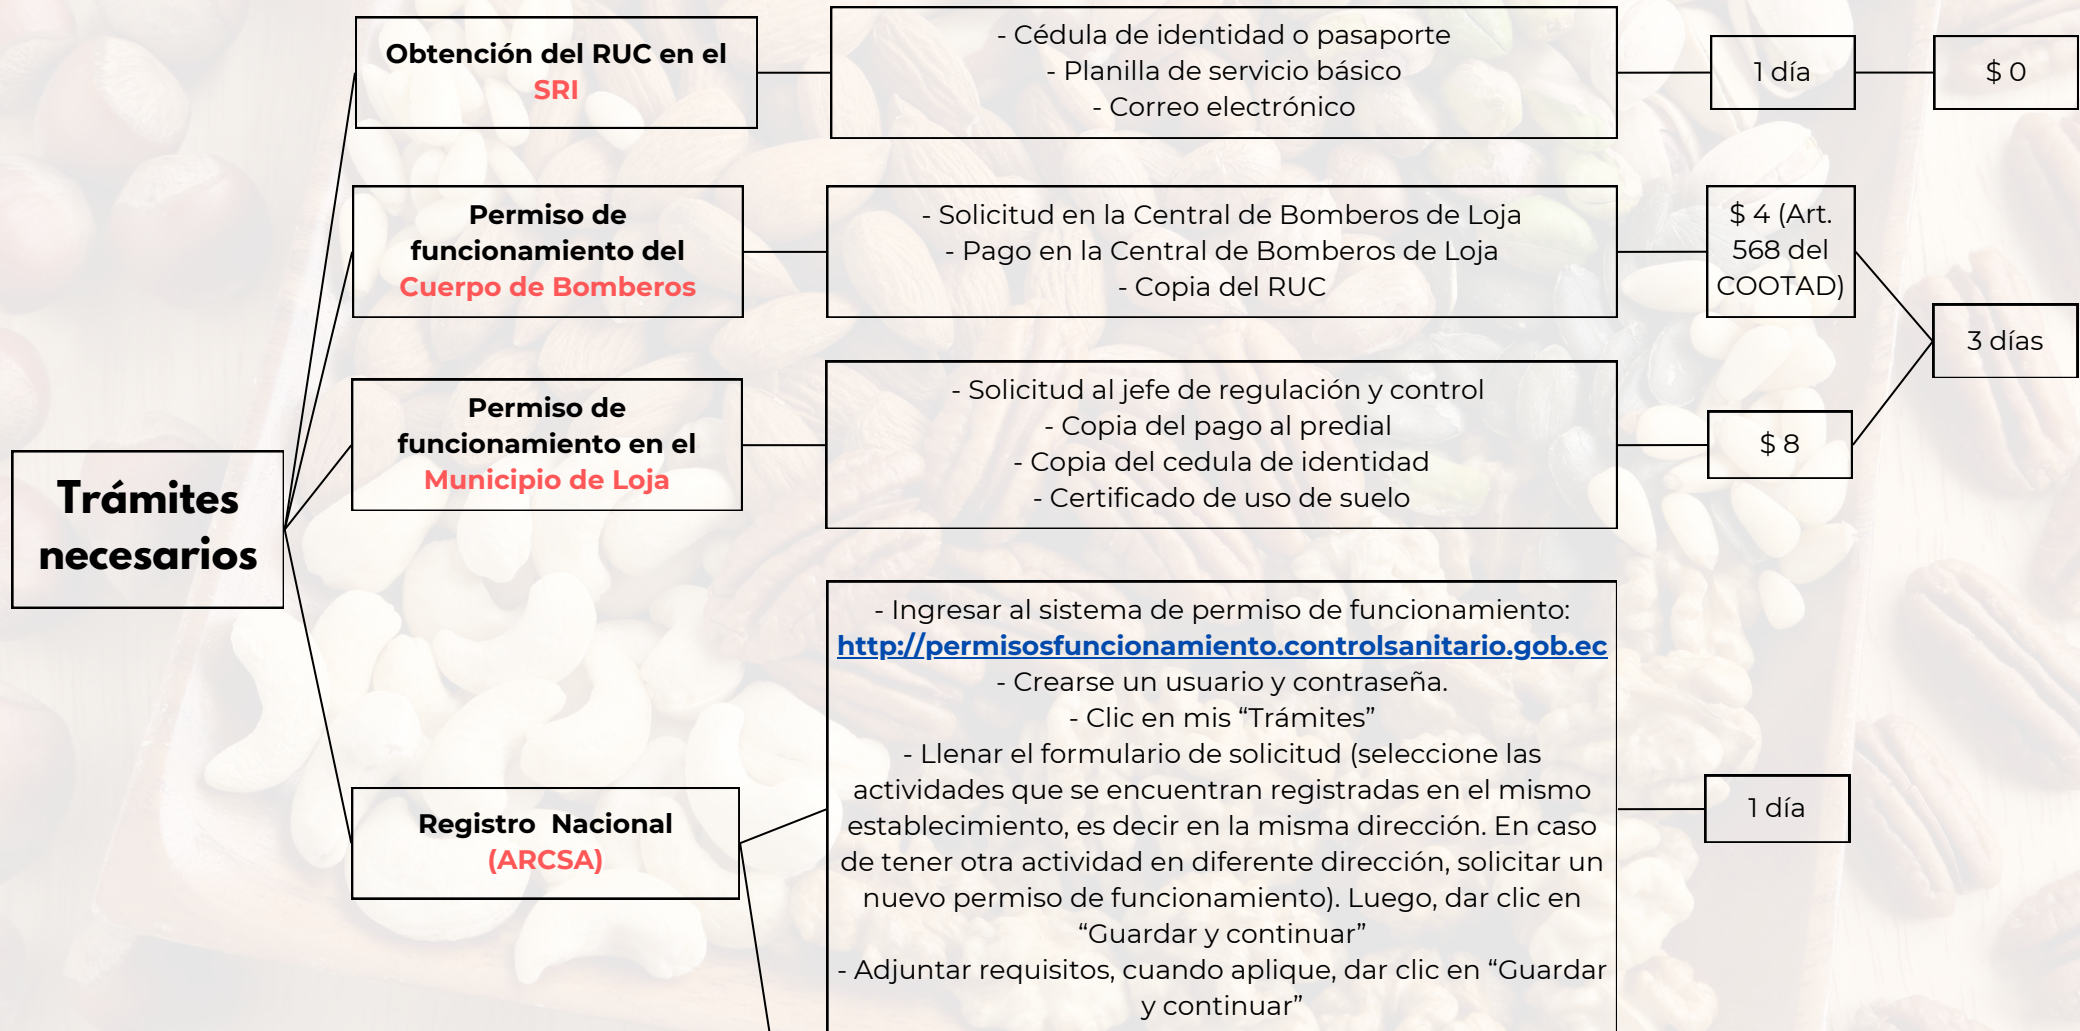 Trámites
necesarios
Obtención del RUC en el
SRI
- Cédula de identidad o pasaporte
- Planilla de servicio básico
- Correo electrónico
1 día
$ 0
Permiso de
funcionamiento del
Cuerpo de Bomberos
- Solicitud en la Central de Bomberos de Loja
- Pago en la Central de Bomberos de Loja
- Copia del RUC
$ 4 (Art.
568 del
COOTAD)
3 días
Permiso de
funcionamiento en el
Municipio de Loja
- Solicitud al jefe de regulación y control
- Copia del pago al predial
- Copia del cedula de identidad
- Certificado de uso de suelo
$ 8
Registro  Nacional
(ARCSA)
- Ingresar al sistema de permiso de funcionamiento:
http://permisosfuncionamiento.controlsanitario.gob.ec
- Crearse un usuario y contraseña.
- Clic en mis “Trámites”
- Llenar el formulario de solicitud (seleccione las
actividades que se encuentran registradas en el mismo
establecimiento, es decir en la misma dirección. En caso
de tener otra actividad en diferente dirección, solicitar un
nuevo permiso de funcionamiento). Luego, dar clic en
“Guardar y continuar”
- Adjuntar requisitos, cuando aplique, dar clic en “Guardar
y continuar”
1 día